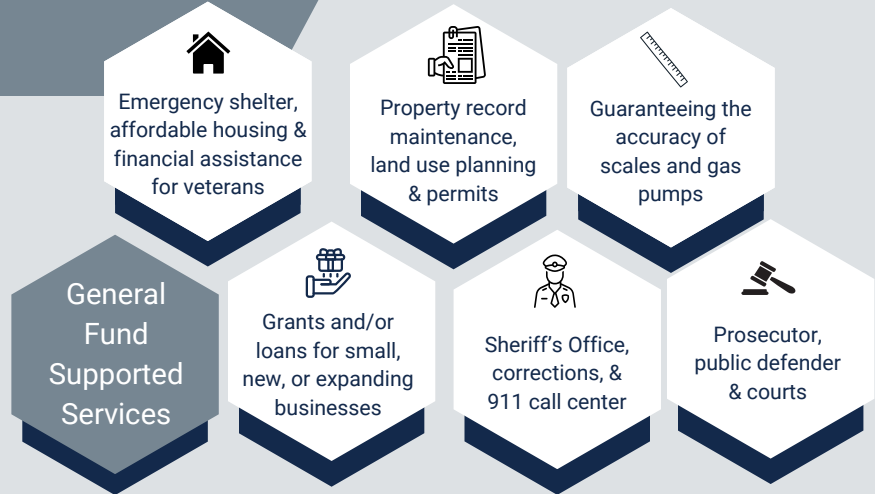 Emergency shelter,
affordable housing &
financial assistance
for veterans
Property record
maintenance,
land use planning
& permits
Guaranteeing the
accuracy of
scales and gas
pumps
General
Fund
Supported
Services
Grants and/or
loans for small,
new, or expanding
businesses
Sheriff’s Office,
corrections, &
911 call center
Prosecutor,
public defender
& courts